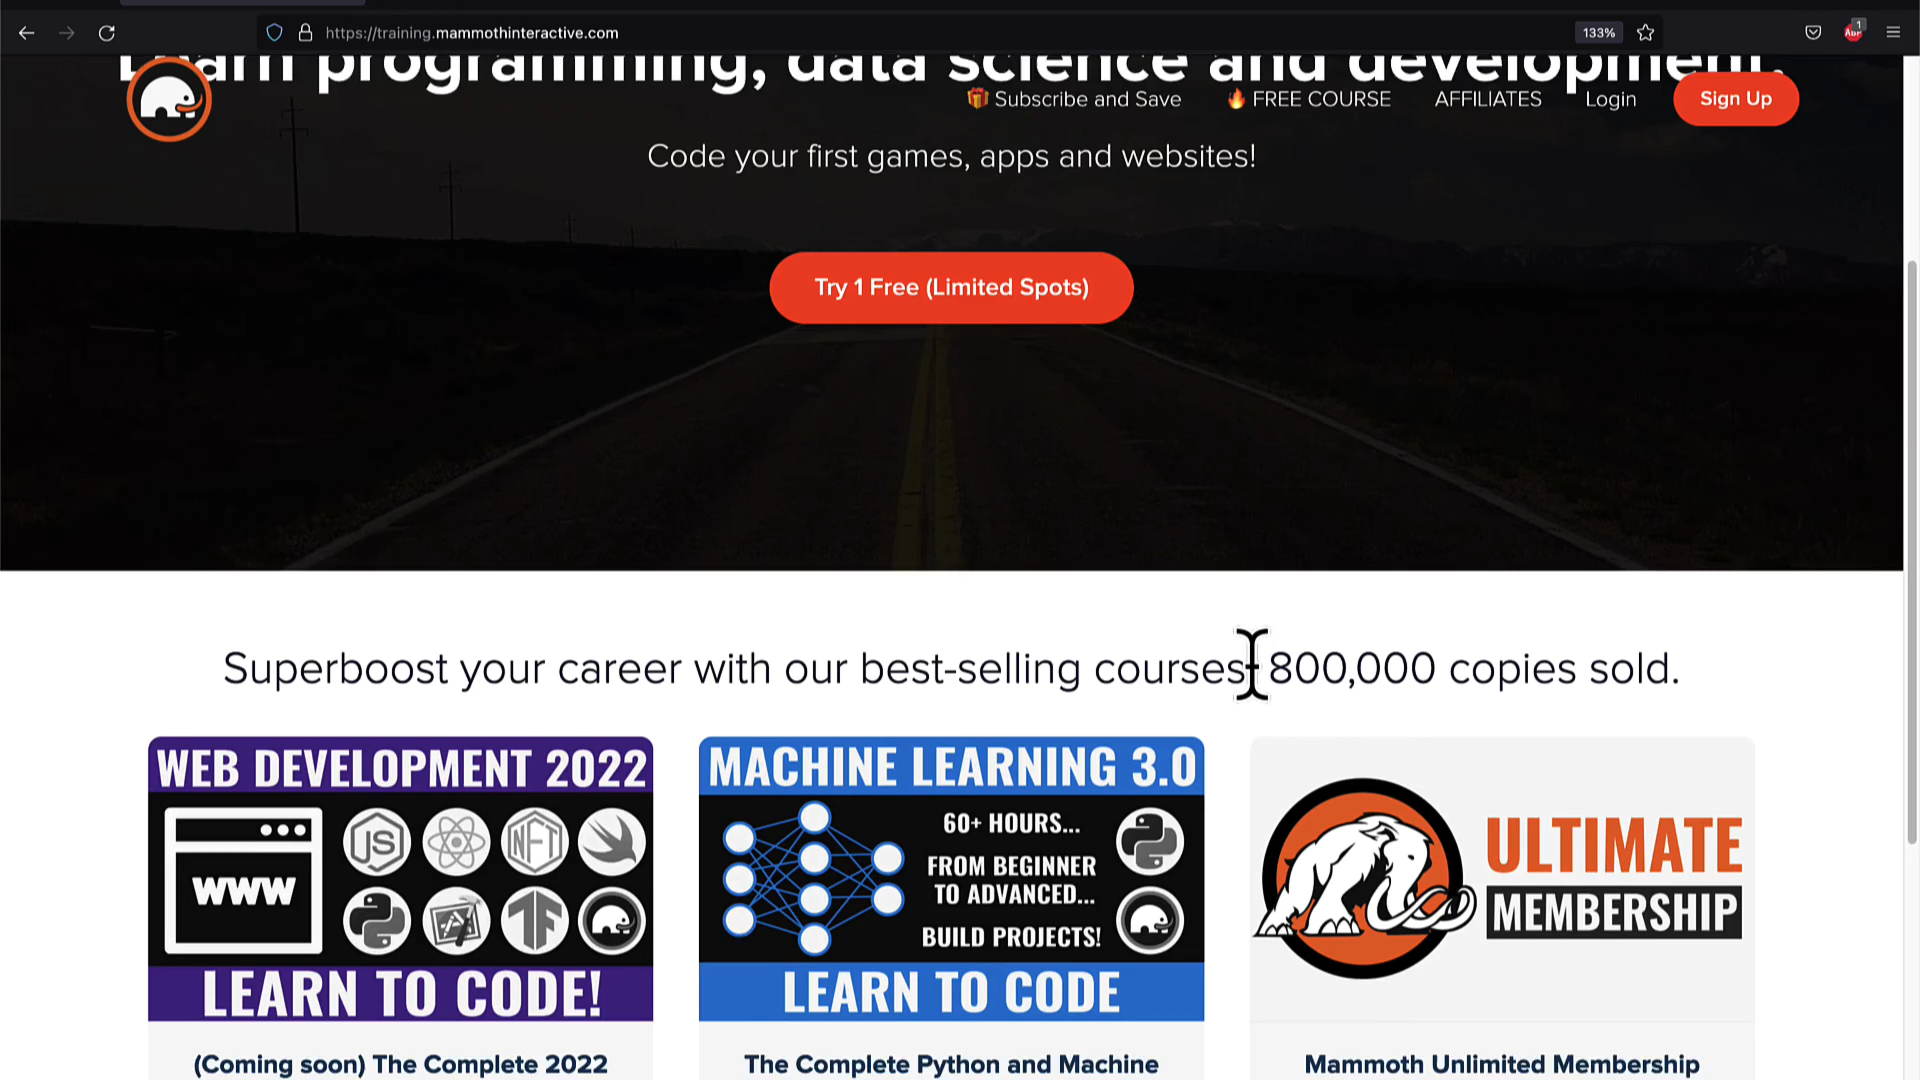 https://training.mammothinteractive.com
133%
1
ABP
Learn programming, data science and development.
🎁 Subscribe and Save
🔥 FREE COURSE
AFFILIATES
Login
Sign Up
Code your first games, apps and websites!
Try 1 Free (Limited Spots)
Superboost your career with our best-selling courses- 800,000 copies sold.
WEB DEVELOPMENT 2022
WWW
JS
NFT
LEARN TO CODE!
(Coming soon) The Complete 2022
MACHINE LEARNING 3.0
60+ HOURS...
FROM BEGINNER
TO ADVANCED...
BUILD PROJECTS!
LEARN TO CODE
The Complete Python and Machine
ULTIMATE
MEMBERSHIP
Mammoth Unlimited Membership